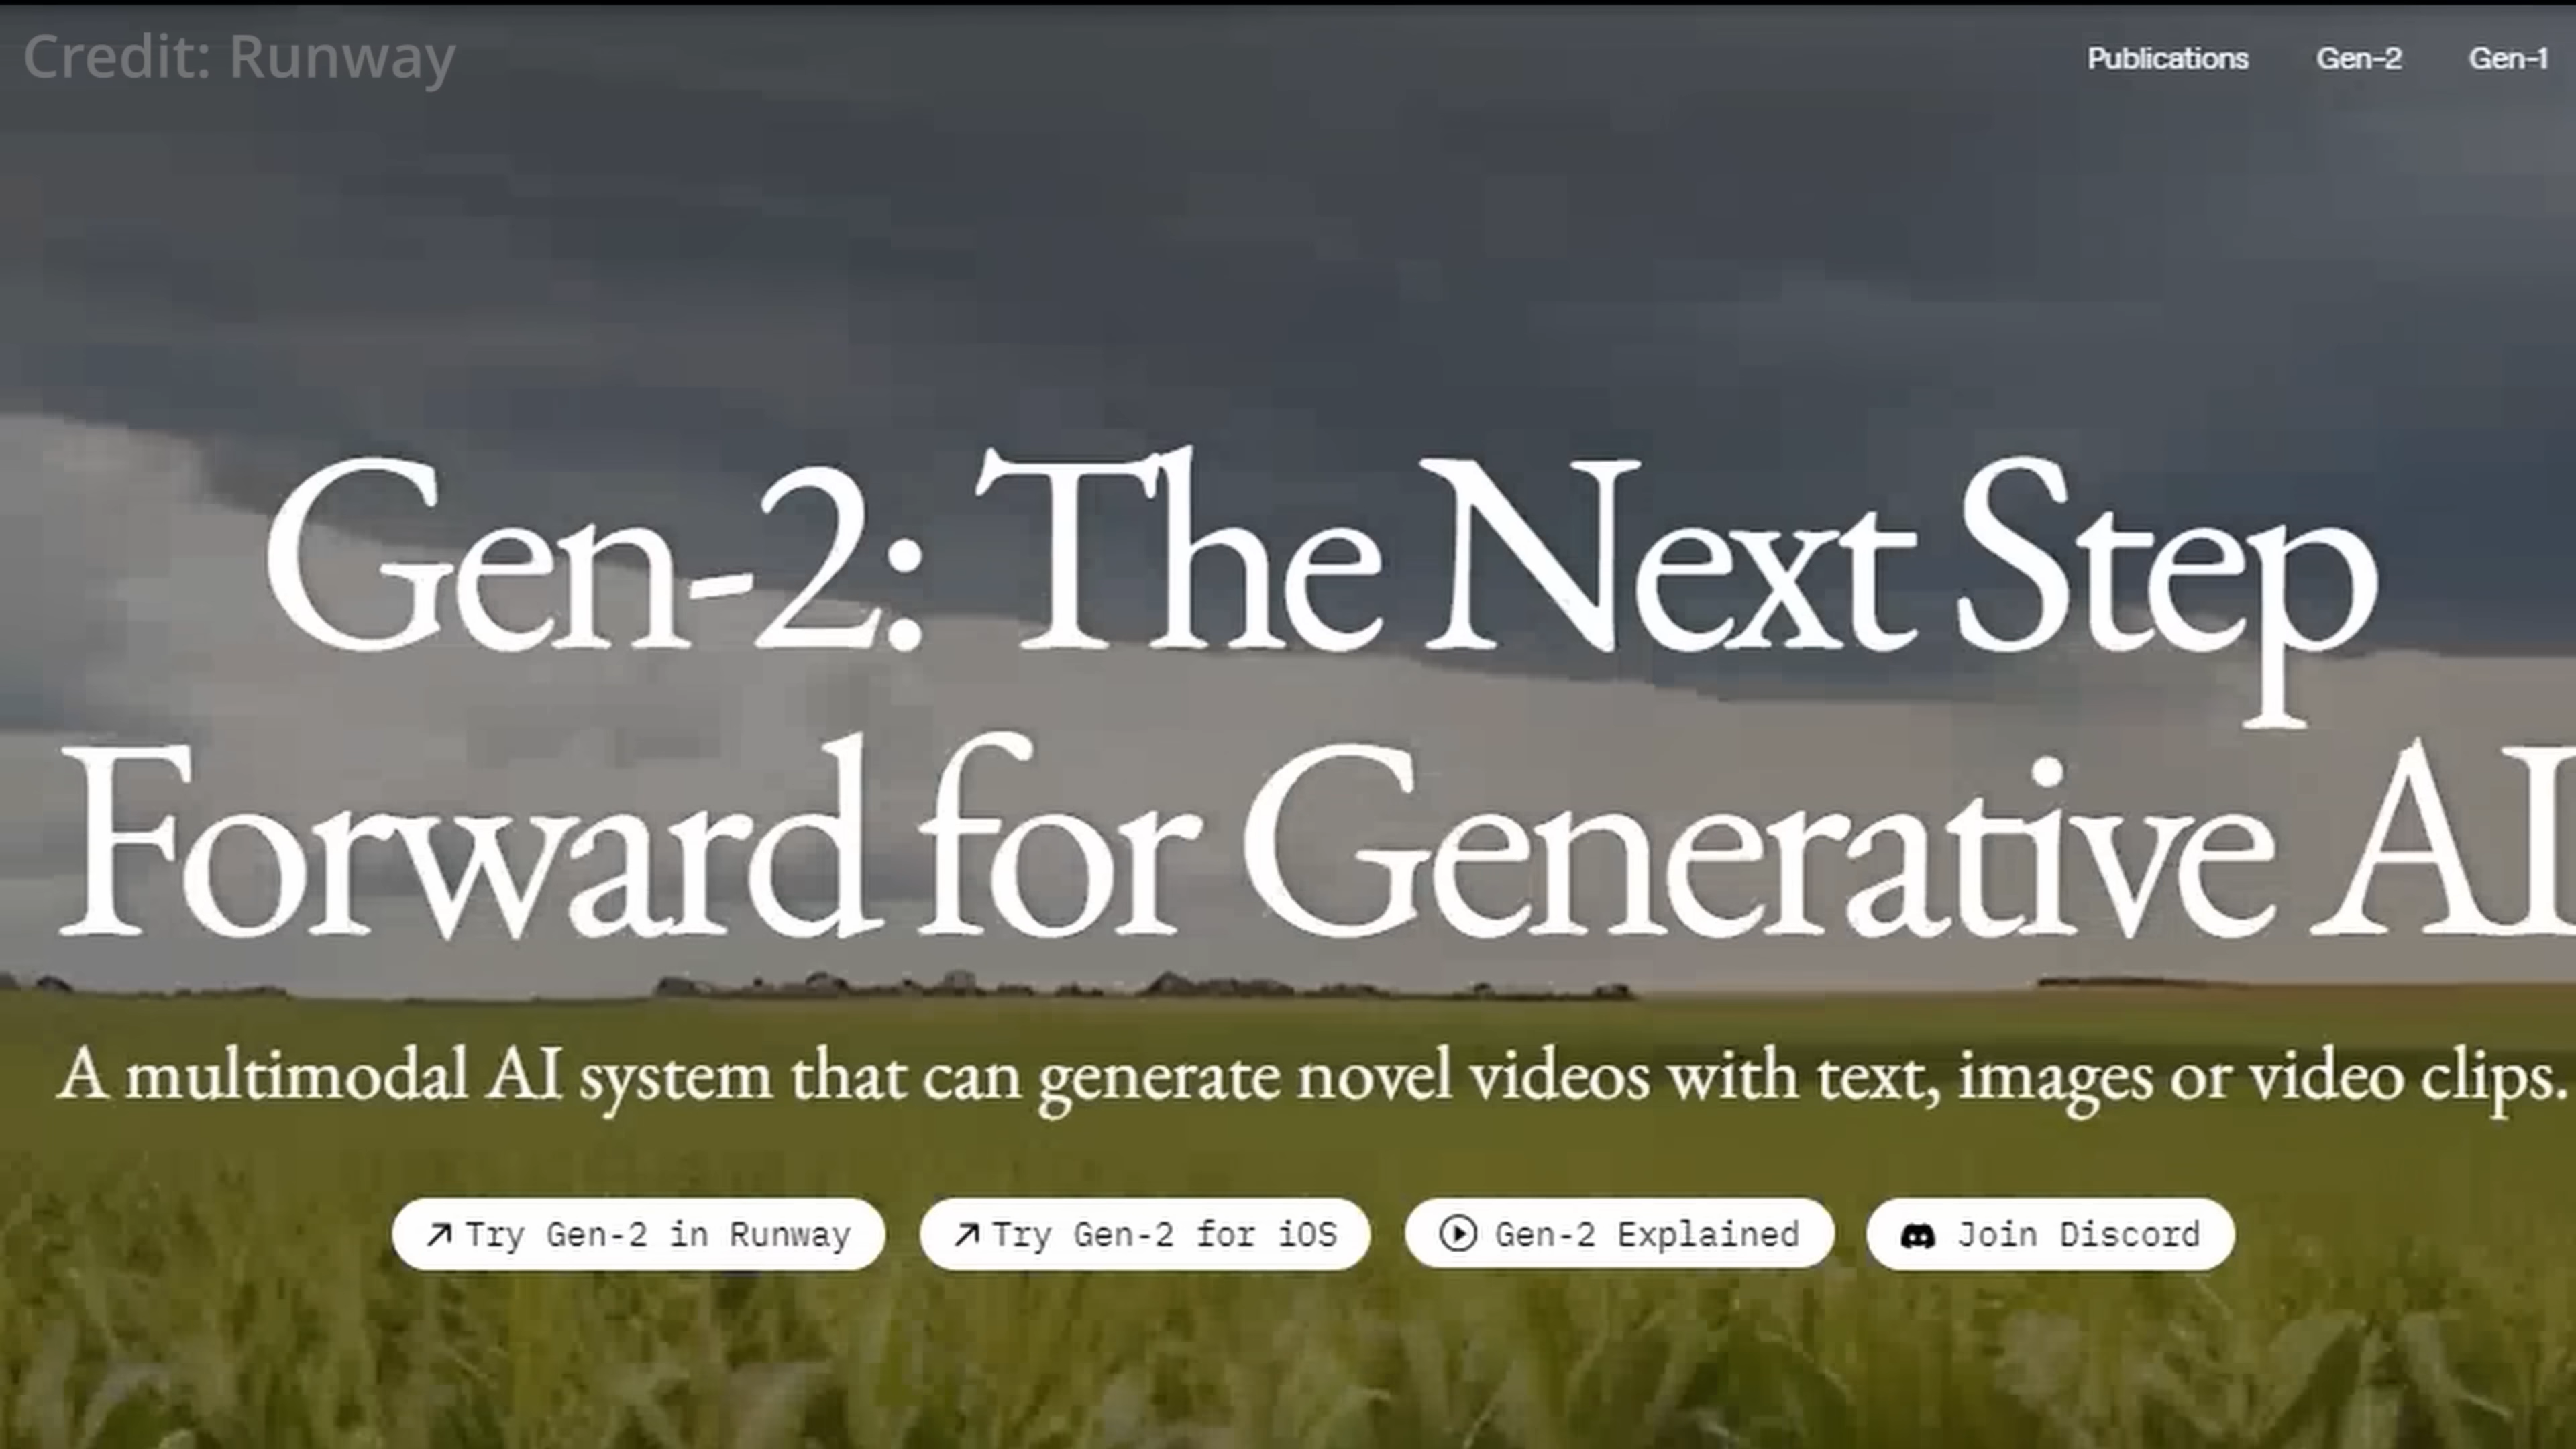 Credit: Runway
Publications Gen-2 Gen-1
Gen-2: The Next Step
Forward for Generative AI
A multimodal AI system that can generate novel videos with text, images or video clips.
Try Gen-2 in Runway Try Gen-2 for iOS Gen-2 Explained Join Discord